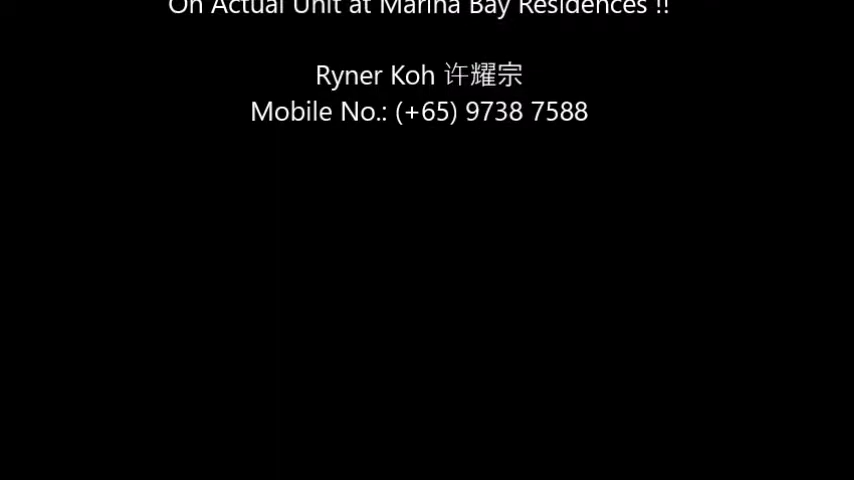 On Actual Unit at Marina Bay Residences !!
Ryner Koh 许耀宗
Mobile No.: (+65) 9738 7588